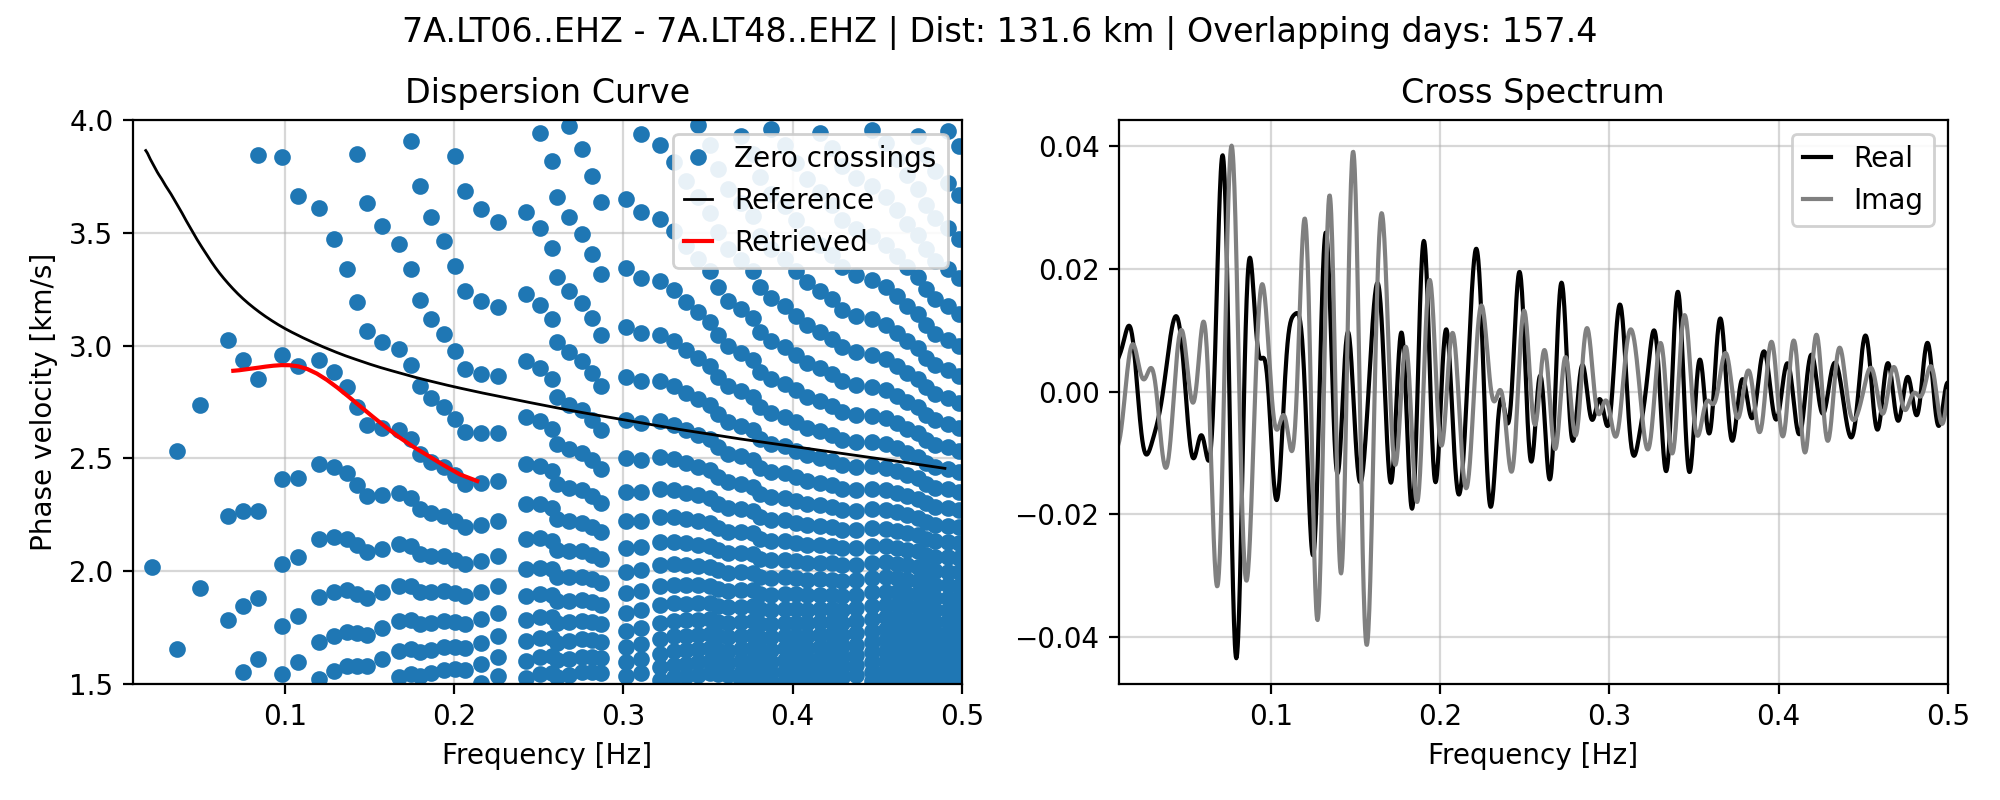 7A.LT06..EHZ - 7A.LT48..EHZ | Dist: 131.6 km | Overlapping days: 157.4
Dispersion Curve
Phase velocity [km/s]
4.0
3.5
3.0
2.5
2.0
1.5
0.1
0.2
0.3
0.4
0.5
Frequency [Hz]
Zero crossings
Reference
Retrieved
Cross Spectrum
0.04
0.02
0.00
−0.02
−0.04
0.1
0.2
0.3
0.4
0.5
Frequency [Hz]
Real
Imag